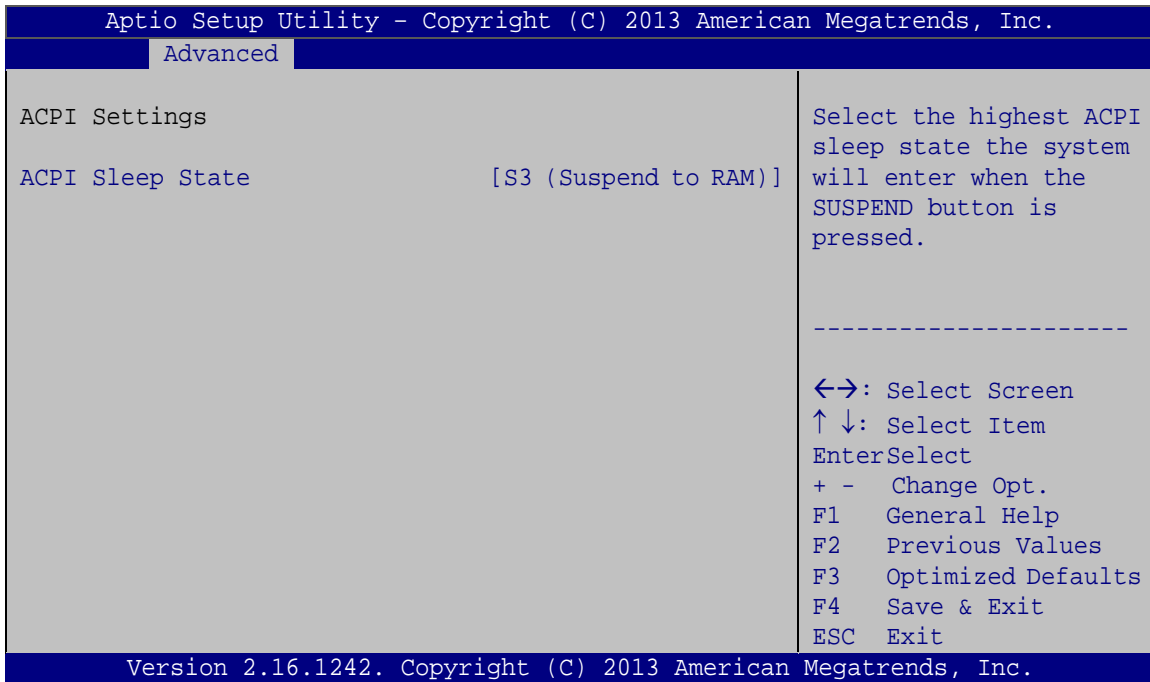 Aptio Setup Utility – Copyright (C) 2013 American Megatrends, Inc.
Advanced
ACPI Settings
ACPI Sleep State [S3 (Suspend to RAM)]
Select the highest ACPI
sleep state the system
will enter when the
SUSPEND button is
pressed.
----------------------
←→: Select Screen
↑ ↓: Select Item
EnterSelect
+ - Change Opt.
F1 General Help
F2 Previous Values
F3 Optimized Defaults
F4 Save & Exit
ESC Exit
Version 2.16.1242. Copyright (C) 2013 American Megatrends, Inc.